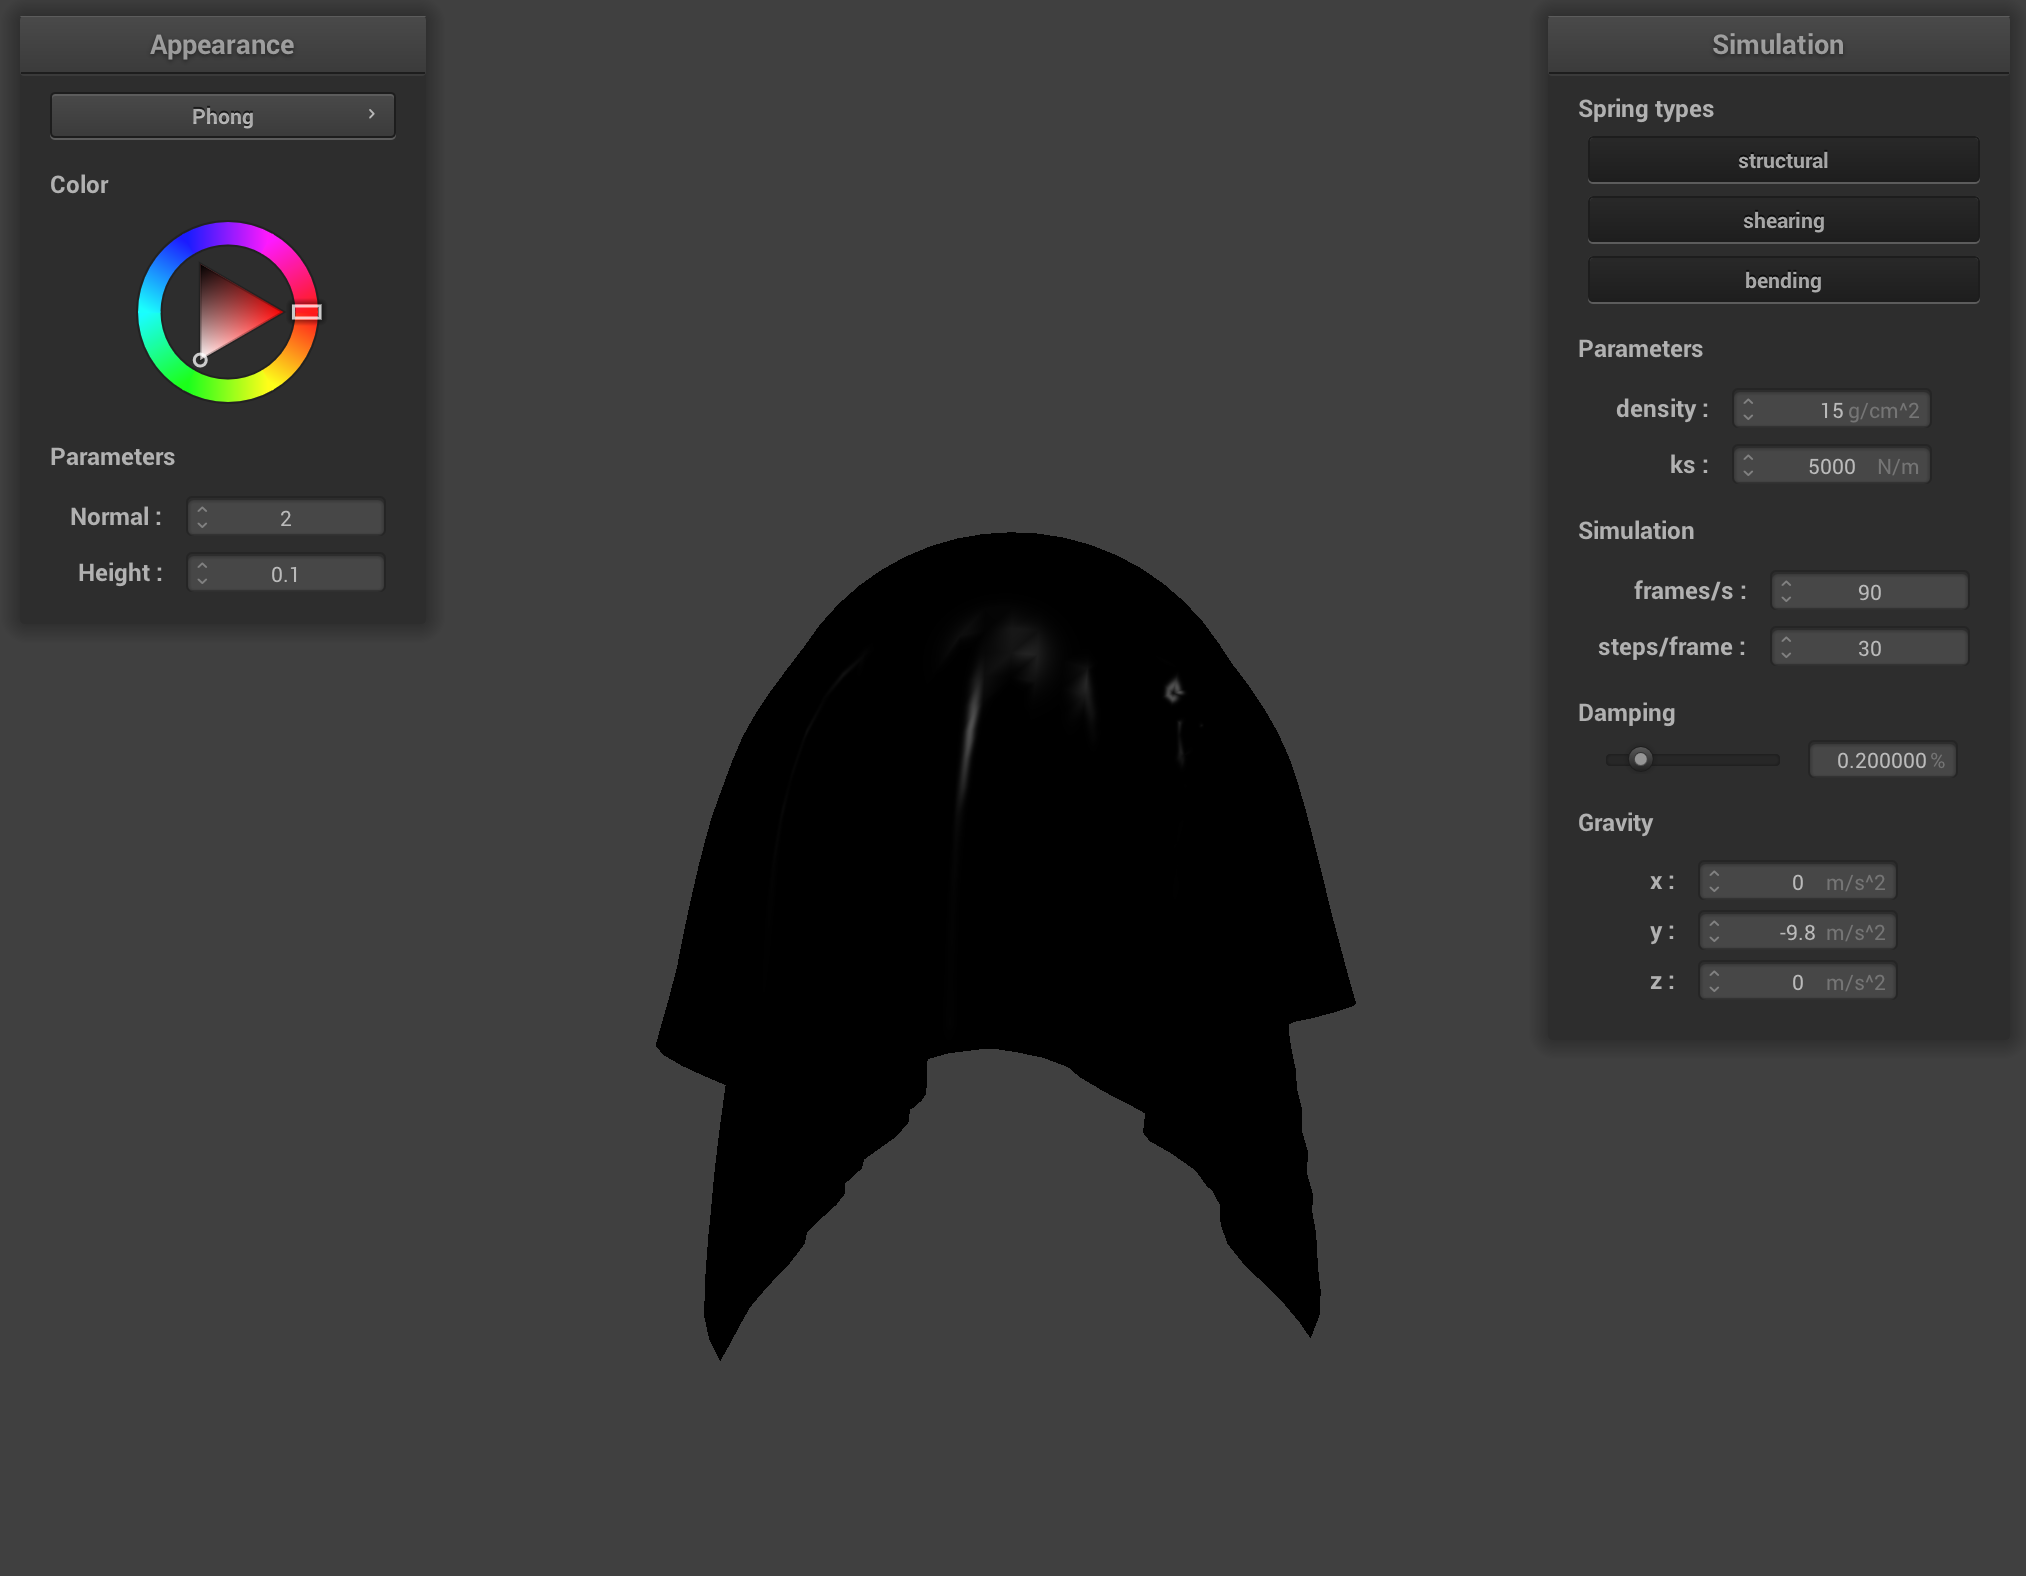 Appearance
Phong
Color
Parameters
Normal : 2
Height : 0.1
Simulation
Spring types
structural
shearing
bending
Parameters
density : 15 g/cm^2
ks : 5000 N/m
Simulation
frames/s : 90
steps/frame : 30
Damping
0.200000 %
Gravity
x : 0 m/s^2
y : -9.8 m/s^2
z : 0 m/s^2